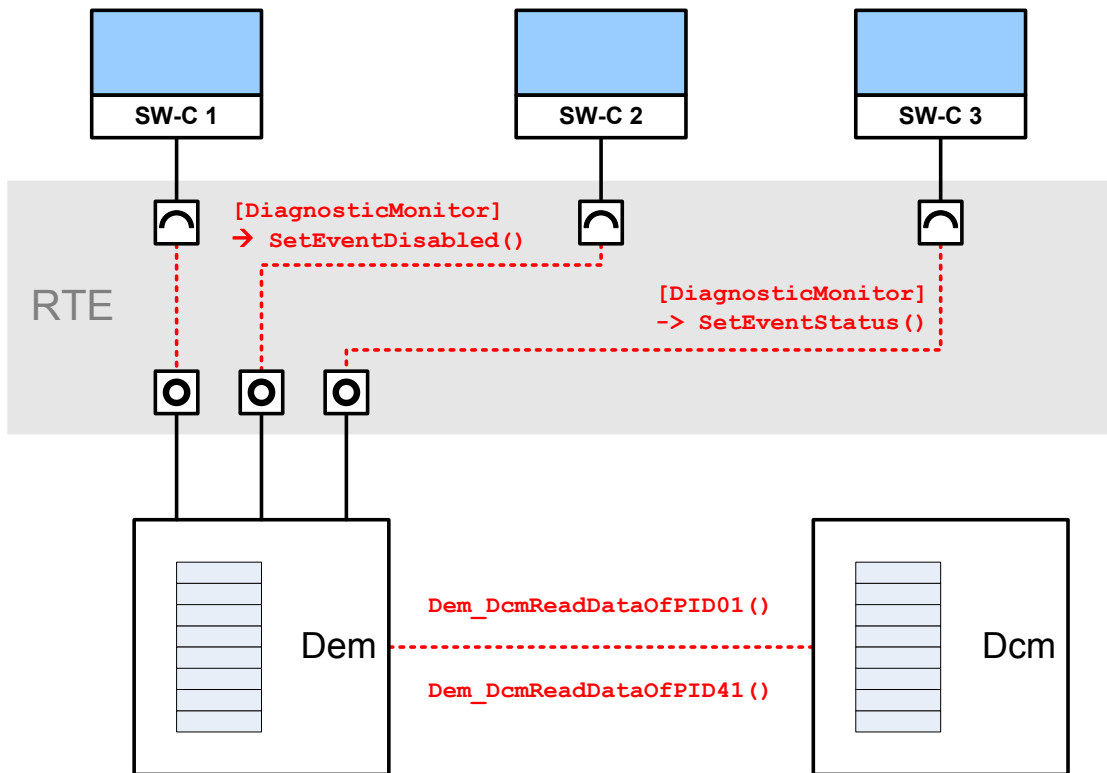 SW-C 1
SW-C 2
SW-C 3
[DiagnosticMonitor]
→ SetEventDisabled()
RTE
[DiagnosticMonitor]
-> SetEventStatus()
Dem_DcmReadDataOfPID01()
Dem
Dcm
Dem_DcmReadDataOfPID41()